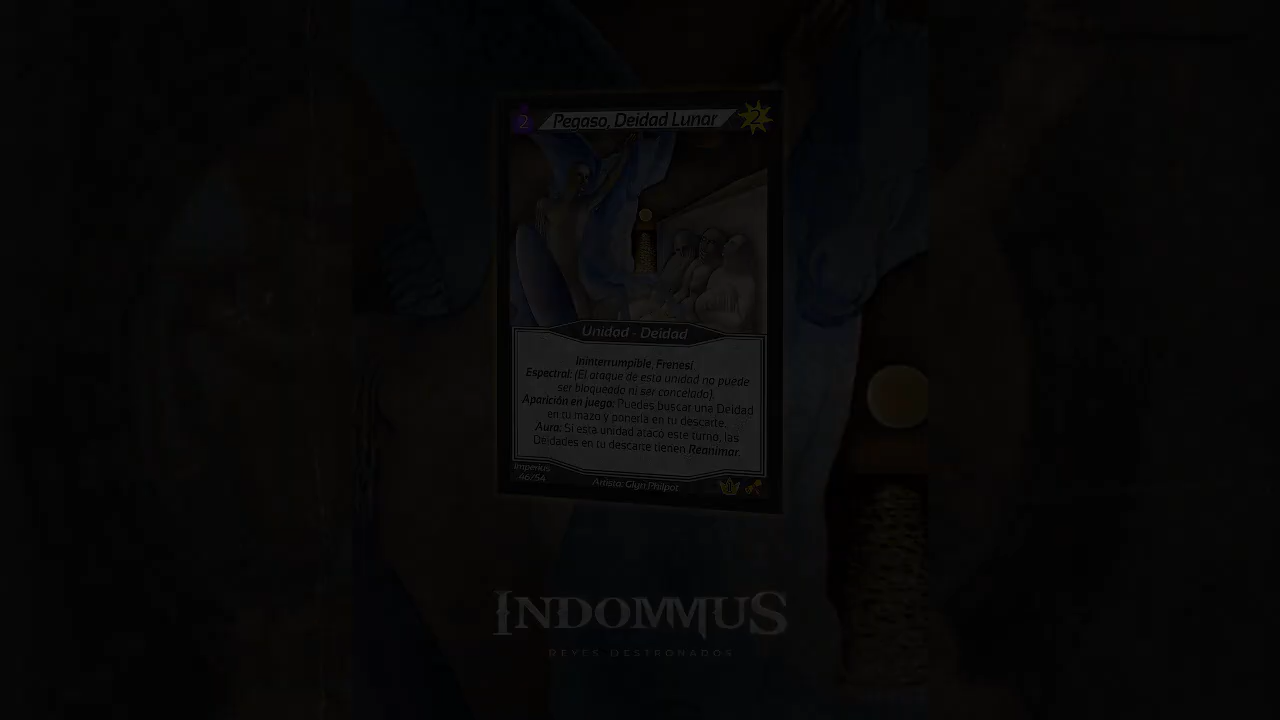 2 Pegaso, Deidad Lunar 2
Unidad - Deidad
Ininterrumpible, Frenesí.
Espectral: (El ataque de esta unidad no puede
ser bloqueado ni ser cancelado).
Aparición en juego: Puedes buscar una Deidad
en tu mazo y ponerla en tu descarte.
Aura: Si esta unidad atacó este turno, las
Deidades en tu descarte tienen Reanimar.
Imperius
46/54
Artista: Glyn Philpot
INDOMMUS
REYES DESTRONADOS